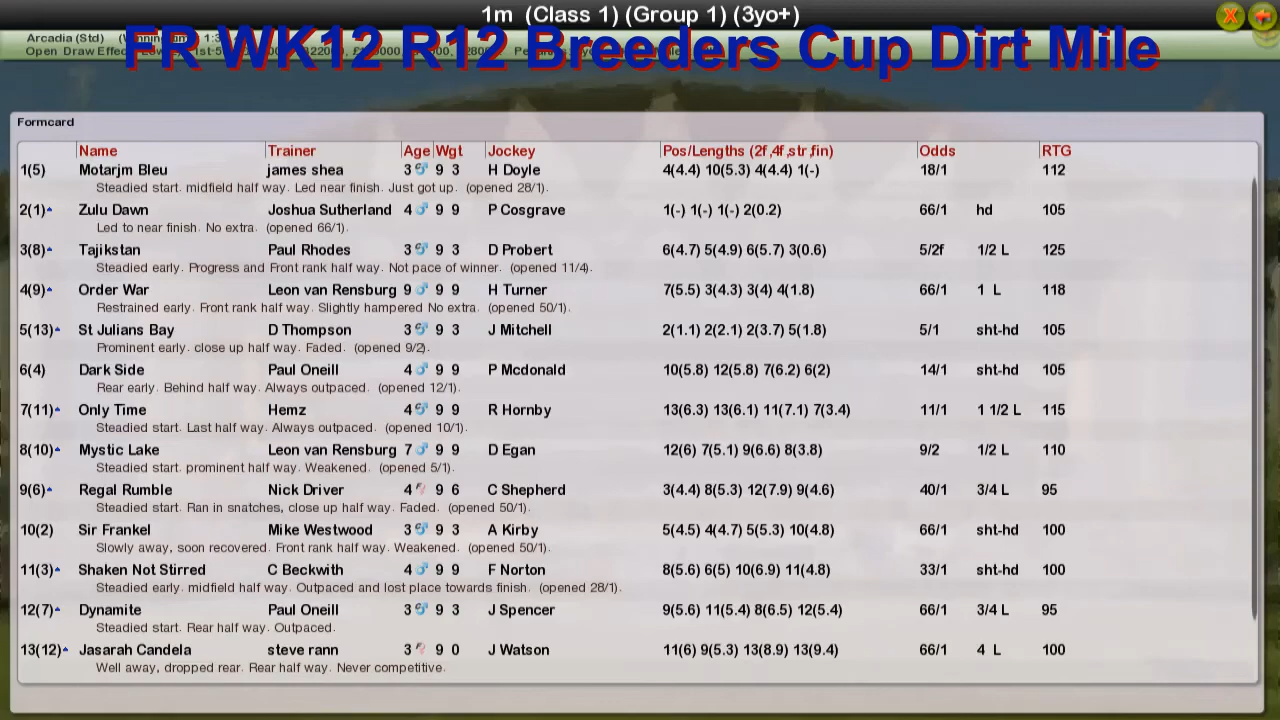 1m (Class 1) (Group 1) (3yo+)
Arcadia (Std)
FR WK12 R12 Breeders Cup Dirt Mile
Open Draw
Formcard
Name Trainer Age Wgt Jockey Pos/Lengths (2f,4f,str,fin) Odds RTG
1(5) Motarjm Bleu james shea 3 9 3 H Doyle 4(4.4) 10(5.3) 4(4.4) 1(-) 18/1 112
Steadied start. midfield half way. Led near finish. Just got up. (opened 28/1).
2(1) Zulu Dawn Joshua Sutherland 4 9 9 P Cosgrave 1(-) 1(-) 1(-) 2(0.2) 66/1 hd 105
Led to near finish. No extra. (opened 66/1).
3(8) Tajikstan Paul Rhodes 3 9 3 D Probert 6(4.7) 5(4.9) 6(5.7) 3(0.6) 5/2f 1/2 L 125
Steadied early. Progress and Front rank half way. Not pace of winner. (opened 11/4).
4(9) Order War Leon van Rensburg 9 9 9 H Turner 7(5.5) 3(4.3) 3(4) 4(1.8) 66/1 1 L 118
Restrained early. Front rank half way. Slightly hampered No extra. (opened 50/1).
5(13) St Julians Bay D Thompson 3 9 3 J Mitchell 2(1.1) 2(2.1) 2(3.7) 5(1.8) 5/1 sht-hd 105
Prominent early. close up half way. Faded. (opened 9/2).
6(4) Dark Side Paul Oneill 4 9 9 P Mcdonald 10(5.8) 12(5.8) 7(6.2) 6(2) 14/1 sht-hd 105
Rear early. Behind half way. Always outpaced. (opened 12/1).
7(11) Only Time Hemz 4 9 9 R Hornby 13(6.3) 13(6.1) 11(7.1) 7(3.4) 11/1 1 1/2 L 115
Steadied start. Last half way. Always outpaced. (opened 10/1).
8(10) Mystic Lake Leon van Rensburg 7 9 9 D Egan 12(6) 7(5.1) 9(6.6) 8(3.8) 9/2 1/2 L 110
Steadied start. prominent half way. Weakened. (opened 5/1).
9(6) Regal Rumble Nick Driver 4 9 6 C Shepherd 3(4.4) 8(5.3) 12(7.9) 9(4.6) 40/1 3/4 L 95
Steadied start. Ran in snatches, close up half way. Faded. (opened 50/1).
10(2) Sir Frankel Mike Westwood 3 9 3 A Kirby 5(4.5) 4(4.7) 5(5.3) 10(4.8) 66/1 sht-hd 100
Slowly away, soon recovered. Front rank half way. Weakened. (opened 50/1).
11(3) Shaken Not Stirred C Beckwith 4 9 9 F Norton 8(5.6) 6(5) 10(6.9) 11(4.8) 33/1 sht-hd 100
Steadied early. midfield half way. Outpaced and lost place towards finish. (opened 28/1).
12(7) Dynamite Paul Oneill 3 9 3 J Spencer 9(5.6) 11(5.4) 8(6.5) 12(5.4) 66/1 3/4 L 95
Steadied start. Rear half way. Outpaced.
13(12) Jasarah Candela steve rann 3 9 0 J Watson 11(6) 9(5.3) 13(8.9) 13(9.4) 66/1 4 L 100
Well away, dropped rear. Rear half way. Never competitive.